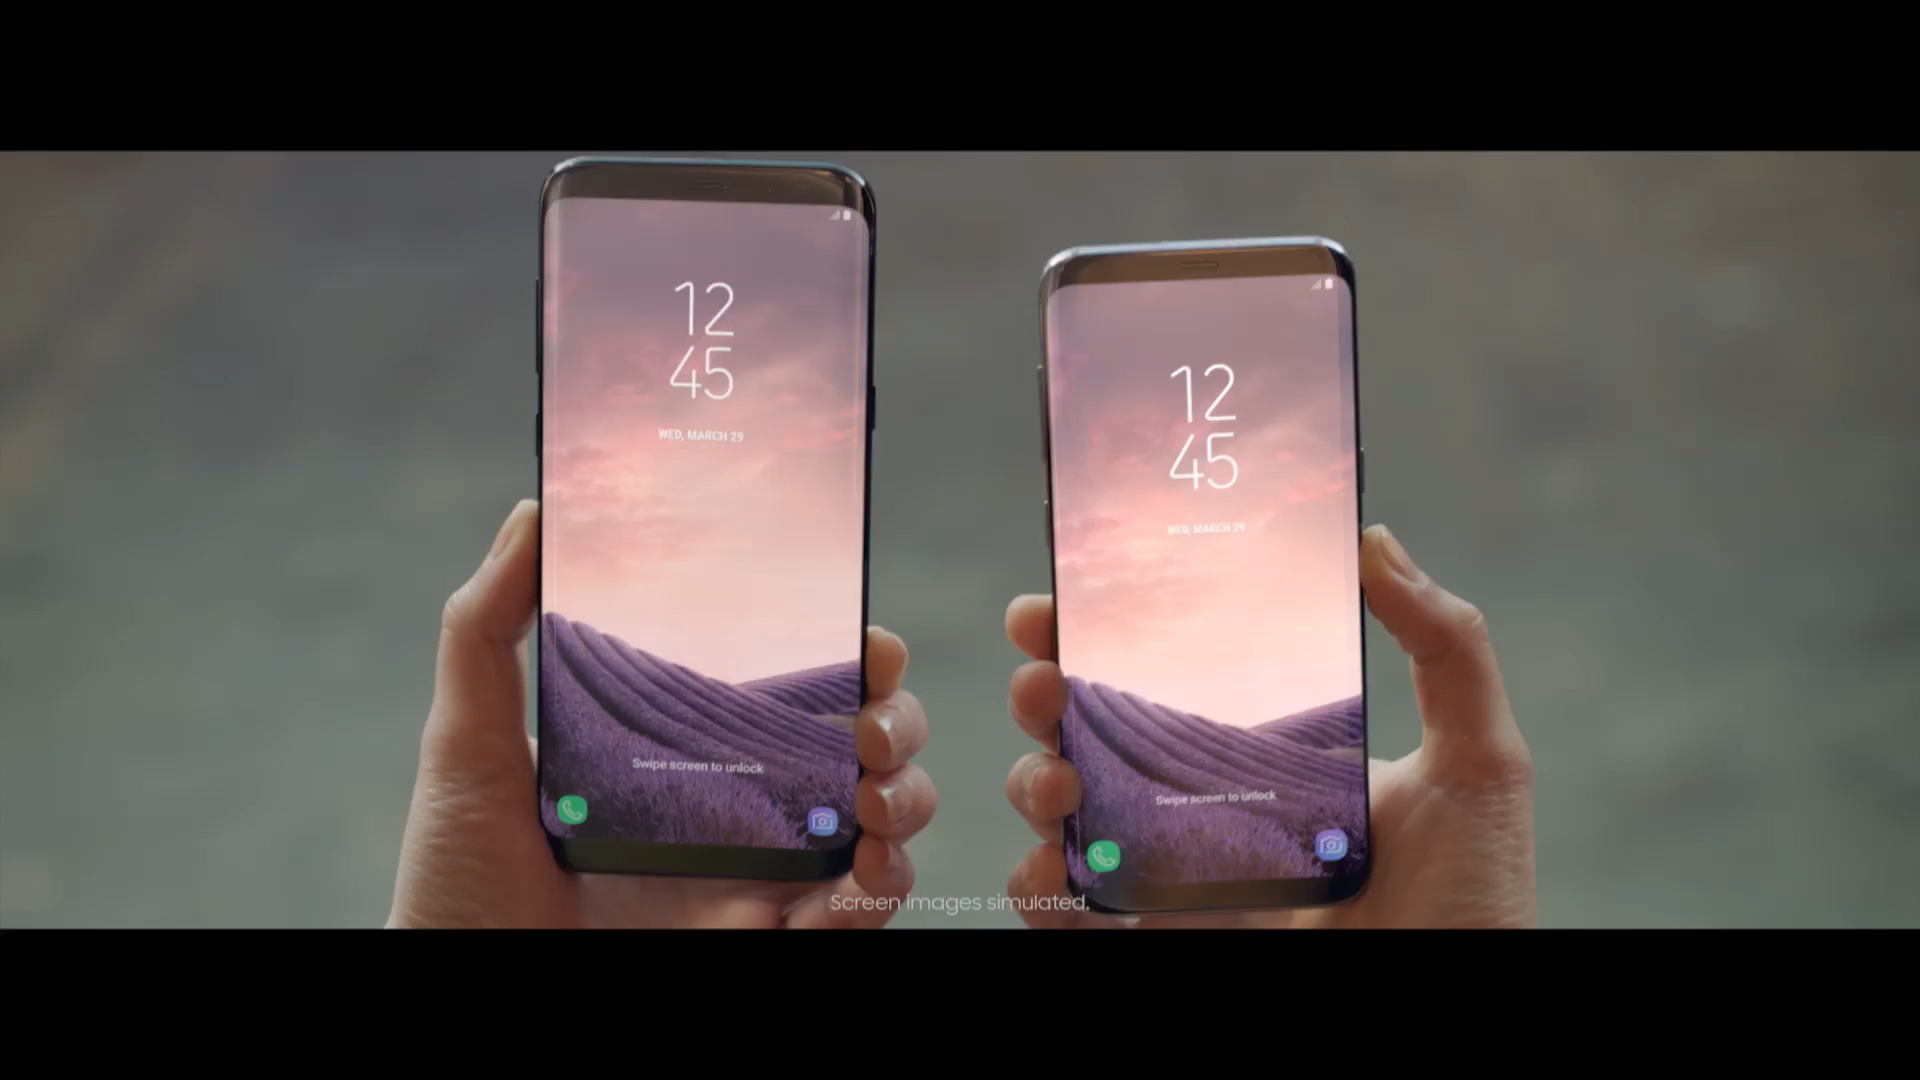 12
45
WED, MARCH 29
Swipe screen to unlock
12
45
WED, MARCH 29
Swipe screen to unlock
Screen images simulated.